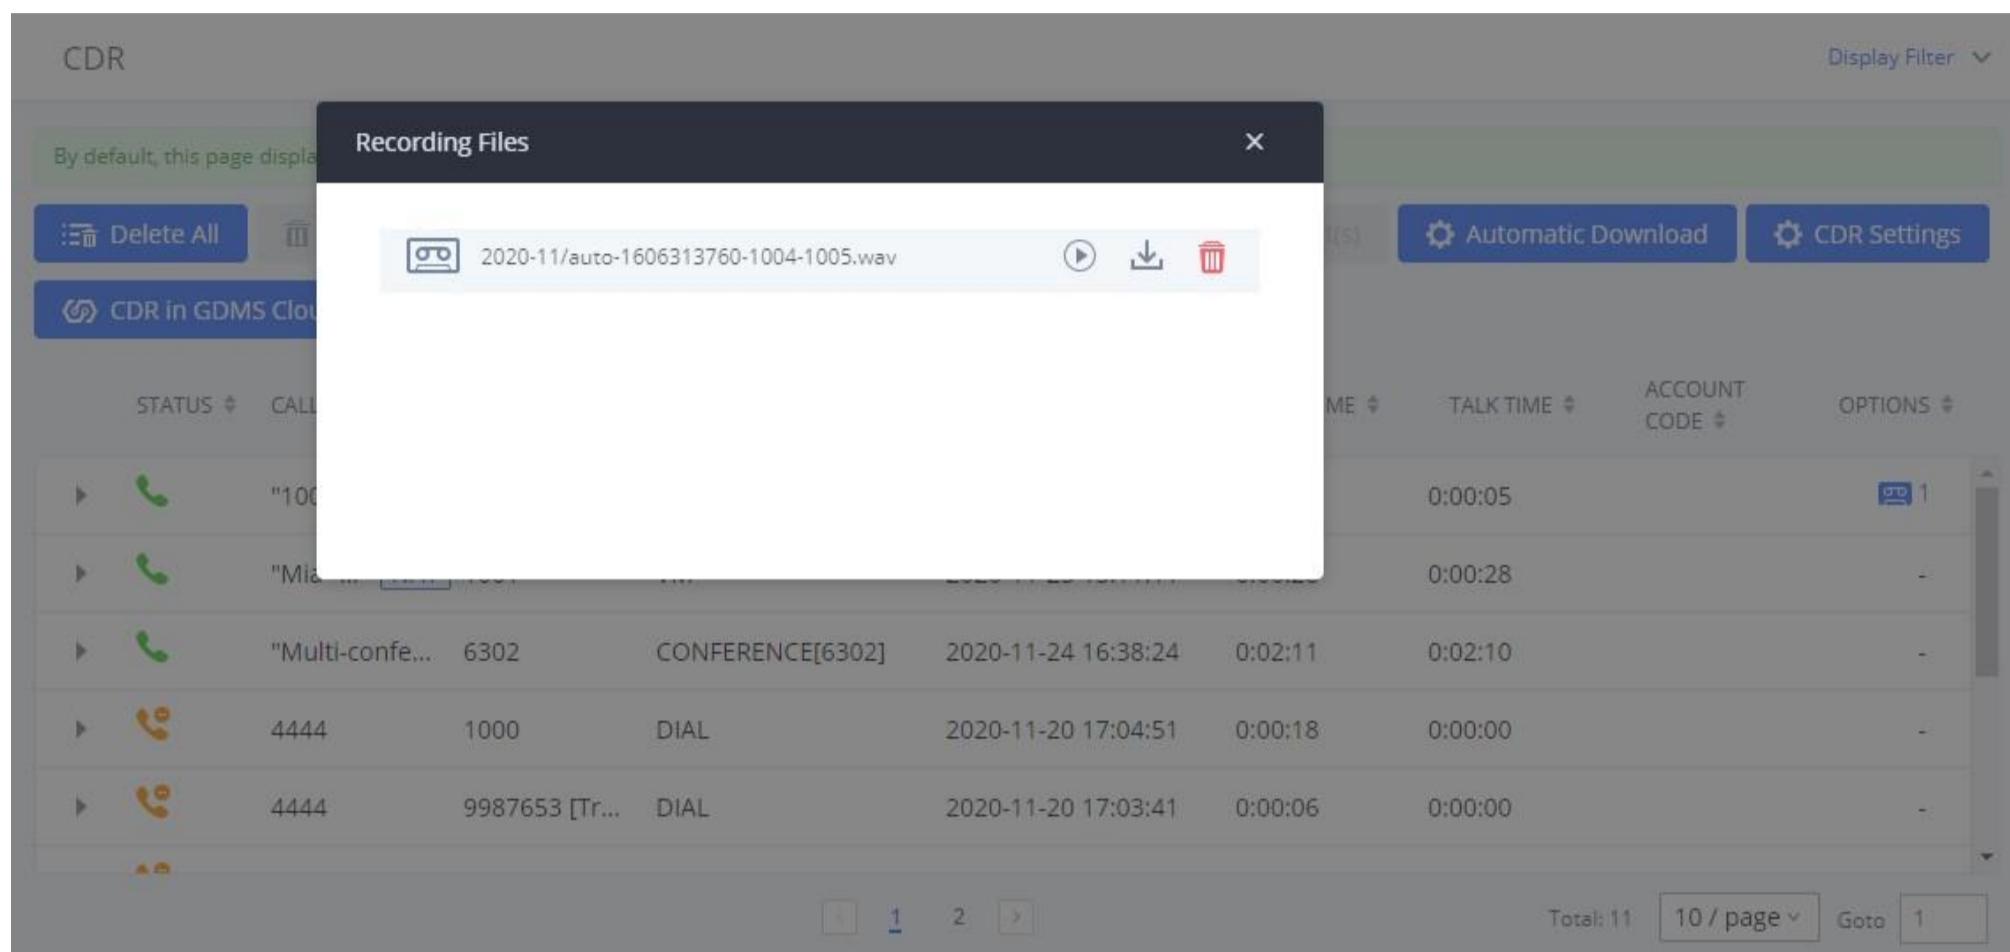 CDR
Display Filter
Recording Files
By default, this page displa
Delete All
Automatic Download
CDR Settings
2020-11/auto-1606313760-1004-1005.wav
CDR in GDMS Clou
STATUS
CALL
ME
TALK TIME
ACCOUNT
CODE
OPTIONS
"100
0:00:05
1
"Mia
0:00:28
-
"Multi-confe...
6302
CONFERENCE[6302]
2020-11-24 16:38:24
0:02:11
0:02:10
-
4444
1000
DIAL
2020-11-20 17:04:51
0:00:18
0:00:00
-
4444
9987653 [Tr...
DIAL
2020-11-20 17:03:41
0:00:06
0:00:00
-
1
2
Total: 11
10 / page
Goto
1